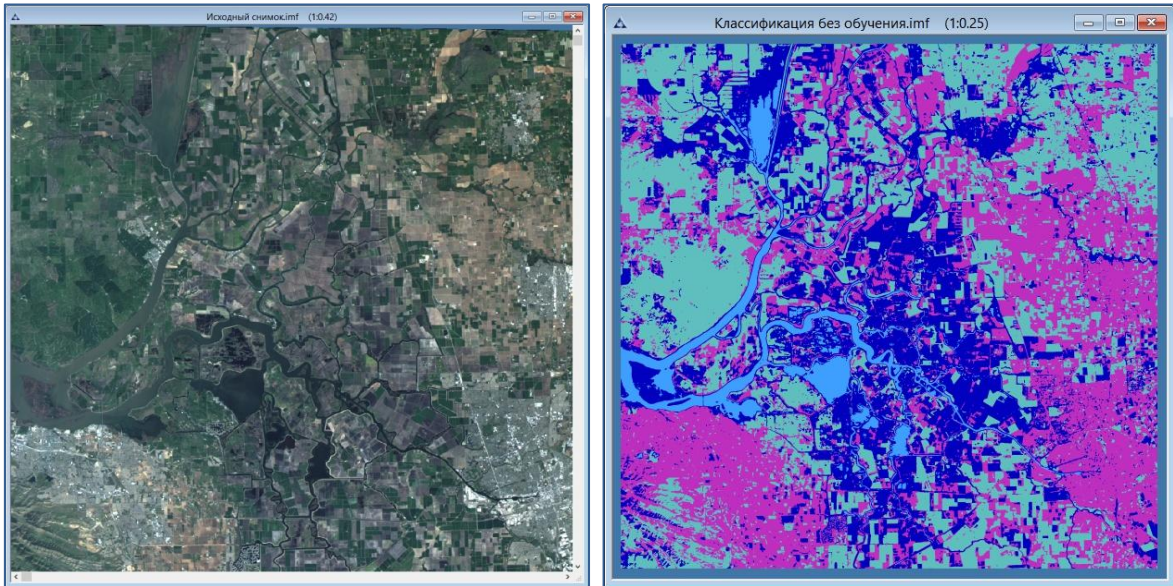 Исходный снимок.imf (1:0.42)
Классификация без обучения.imf (1:0.25)